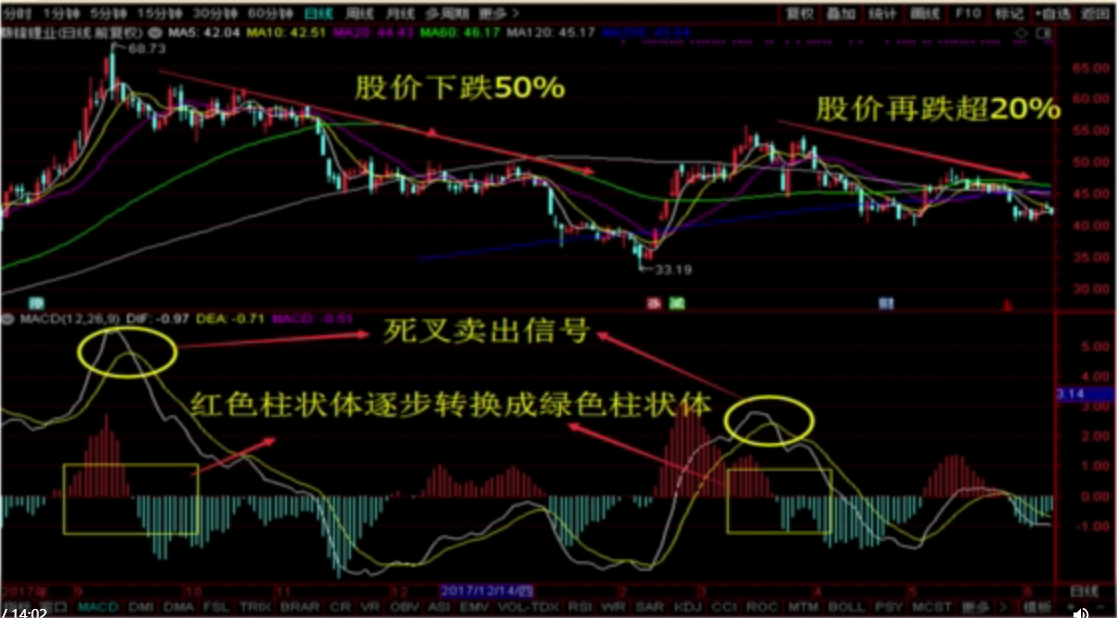 分时 1分钟 5分钟 15分钟 30分钟 60分钟 日线 周线 月线 多周期 更多> 复权 叠加 统计 画线 F10 标记 +自选 返回
锂业(日线.前复权) MA5: 42.04 MA10: 42.51 MA20: 44.43 MA60: 46.17 MA120: 45.17
68.73
65.00
股价下跌50%
60.00
股价再跌超20%
55.00
50.00
45.00
40.00
35.00
33.19
30.00
MACD(12,26,9) DIF: -0.97 DEA: -0.71 MACD: -0.51
死叉卖出信号
5.00
4.00
3.14
红色柱状体逐步转换成绿色柱状体
3.00
2.00
1.00
0.00
-1.00
2017年 9 10 11 12 2017/12/14/四 2 3 4 5 6 日线
窗口 MACD DMI DMA FSL TRIX BRAR CR VR OBV ASI EMV VOL-TDX RSI WR SAR KDJ CCI ROC MTM BOLL PSY MCST 更多 > 模板 + -
/ 14:02